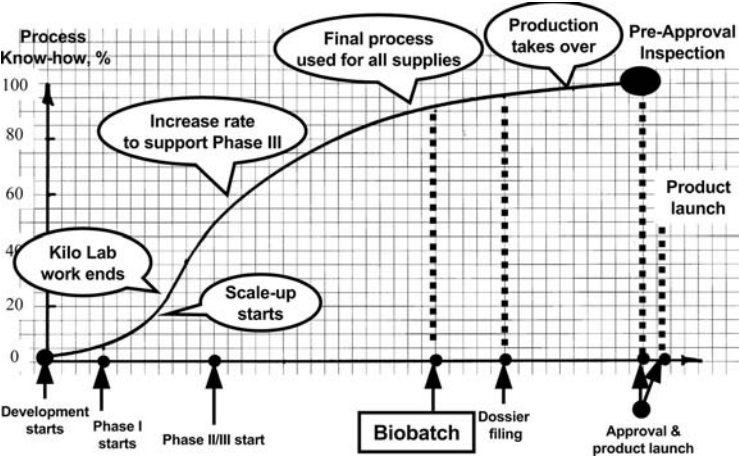 Process
Know-how, %
Final process
used for all supplies
Production
takes over
Pre-Approval
Inspection
100
80
60
40
20
0
Increase rate
to support Phase III
Kilo Lab
work ends
Scale-up
starts
Product
launch
Development
starts
Phase I
starts
Phase II/III start
Biobatch
Dossier
filing
Approval &
product launch